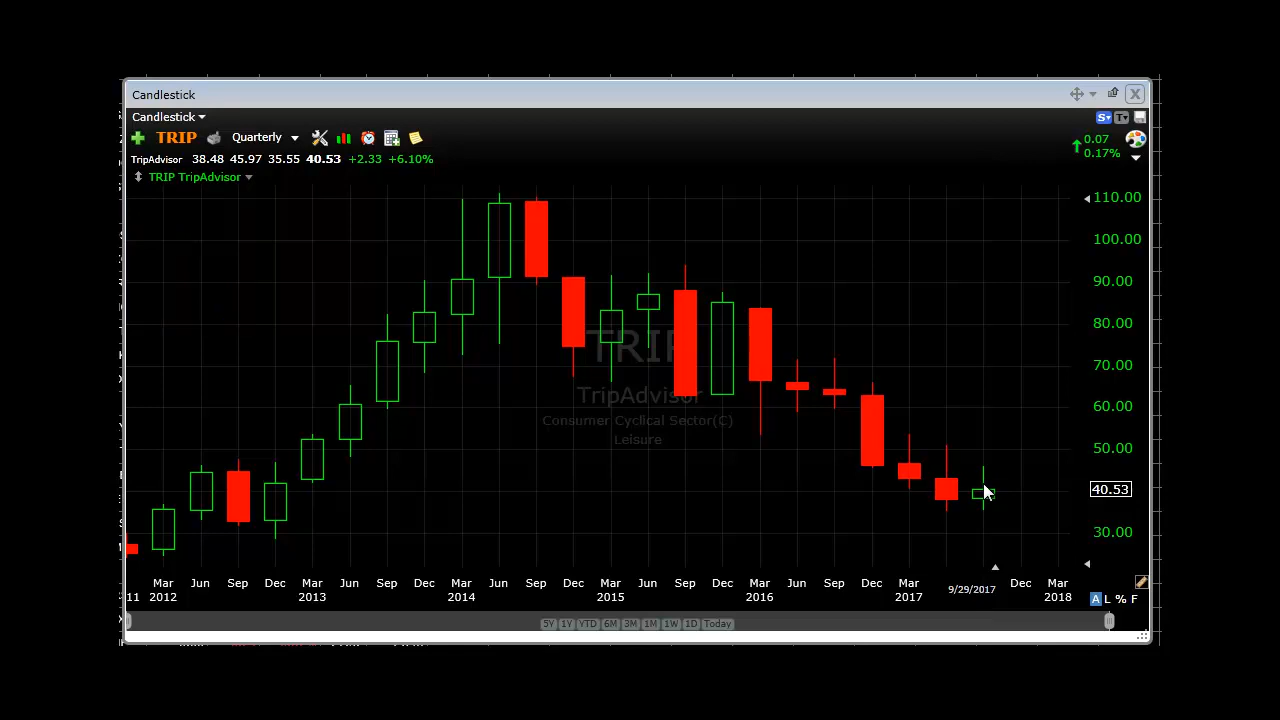 Candlestick
Candlestick
S T
TRIP Quarterly
0.07
0.17%
TripAdvisor 38.48 45.97 35.55 40.53 +2.33 +6.10%
TRIP TripAdvisor
110.00
100.00
90.00
80.00
70.00
60.00
50.00
40.53
30.00
TRIP
TripAdvisor
Consumer Cyclical Sector(C)
Leisure
Mar Jun Sep Dec Mar Jun Sep Dec Mar Jun Sep Dec Mar Jun Sep Dec Mar Jun Sep Dec Mar 9/29/2017 Dec Mar
11 2012 2013 2014 2015 2016 2017 2018
A L % F
5Y 1Y YTD 6M 3M 1M 1W 1D Today